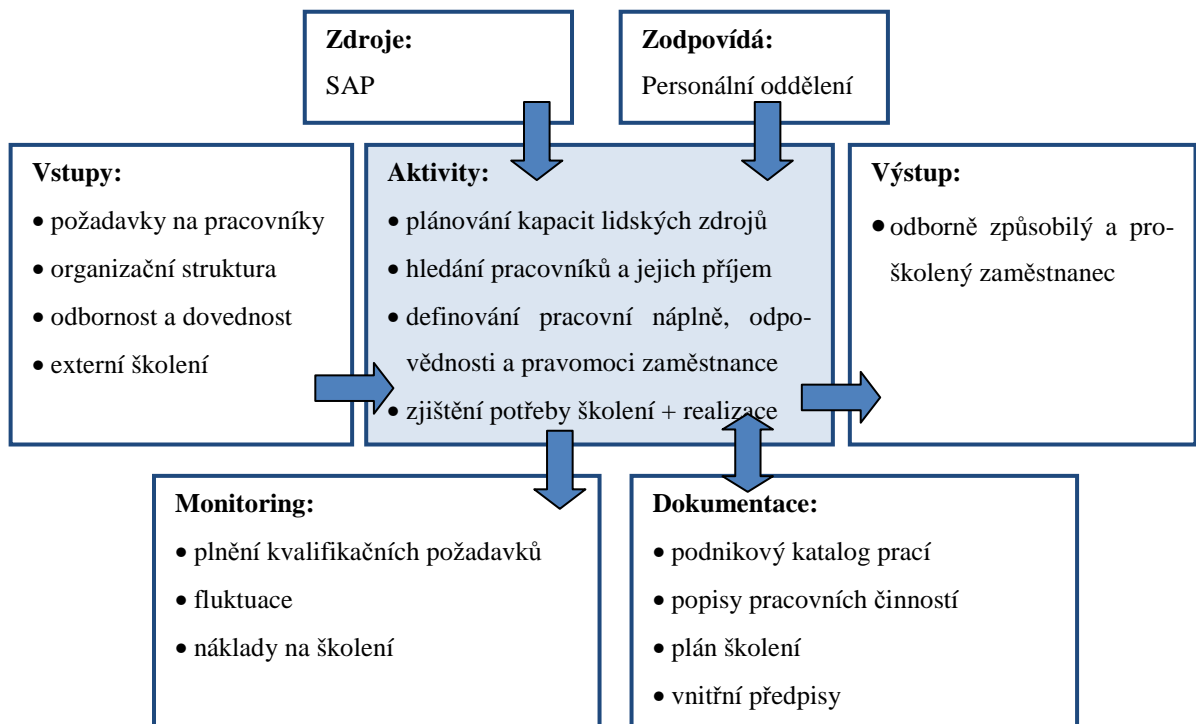 Zdroje:
SAP
Zodpovídá:
Personální oddělení
Vstupy:
• požadavky na pracovníky
• organizační struktura
• odbornost a dovednost
• externí školení
Aktivity:
• plánování kapacit lidských zdrojů
• hledání pracovníků a jejich příjem
• definování pracovní náplně, odpo-
vědnosti a pravomoci zaměstnance
• zjištění potřeby školení + realizace
Výstup:
• odborně způsobilý a pro-
školený zaměstnanec
Monitoring:
• plnění kvalifikačních požadavků
• fluktuace
• náklady na školení
Dokumentace:
• podnikový katalog prací
• popisy pracovních činností
• plán školení
• vnitřní předpisy